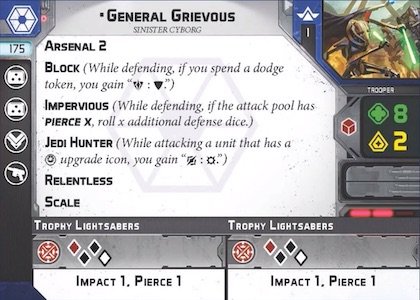 • General Grievous
Sinister Cyborg
175
1
Trooper
8
2
Arsenal 2
Block (While defending, if you spend a dodge
token, you gain “ : .”)
Impervious (While defending, if the attack pool has
pierce x, roll x additional defense dice.)
Jedi Hunter (While attacking a unit that has
a upgrade icon, you gain “ : .”)
Relentless
Scale
Trophy Lightsabers
Impact 1, Pierce 1
Trophy Lightsabers
Impact 1, Pierce 1